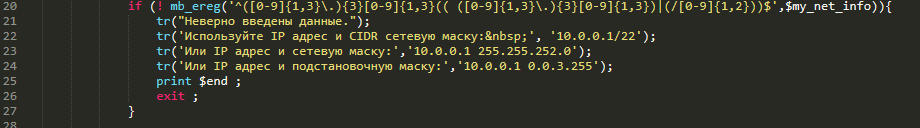 20 if (! mb_ereg('^([0-9]{1,3}\.){3}[0-9]{1,3}(( ([0-9]{1,3}\.){3}[0-9]{1,3})|(/[0-9]{1,2}))$',$my_net_info)){
21 tr("Неверно введены данные.");
22 tr('Используйте IP адрес и CIDR сетевую маску:&nbsp;', '10.0.0.1/22');
23 tr('Или IP адрес и сетевую маску:','10.0.0.1 255.255.252.0');
24 tr('Или IP адрес и подстановочную маску:','10.0.0.1 0.0.3.255');
25 print $end ;
26 exit ;
27 }
28